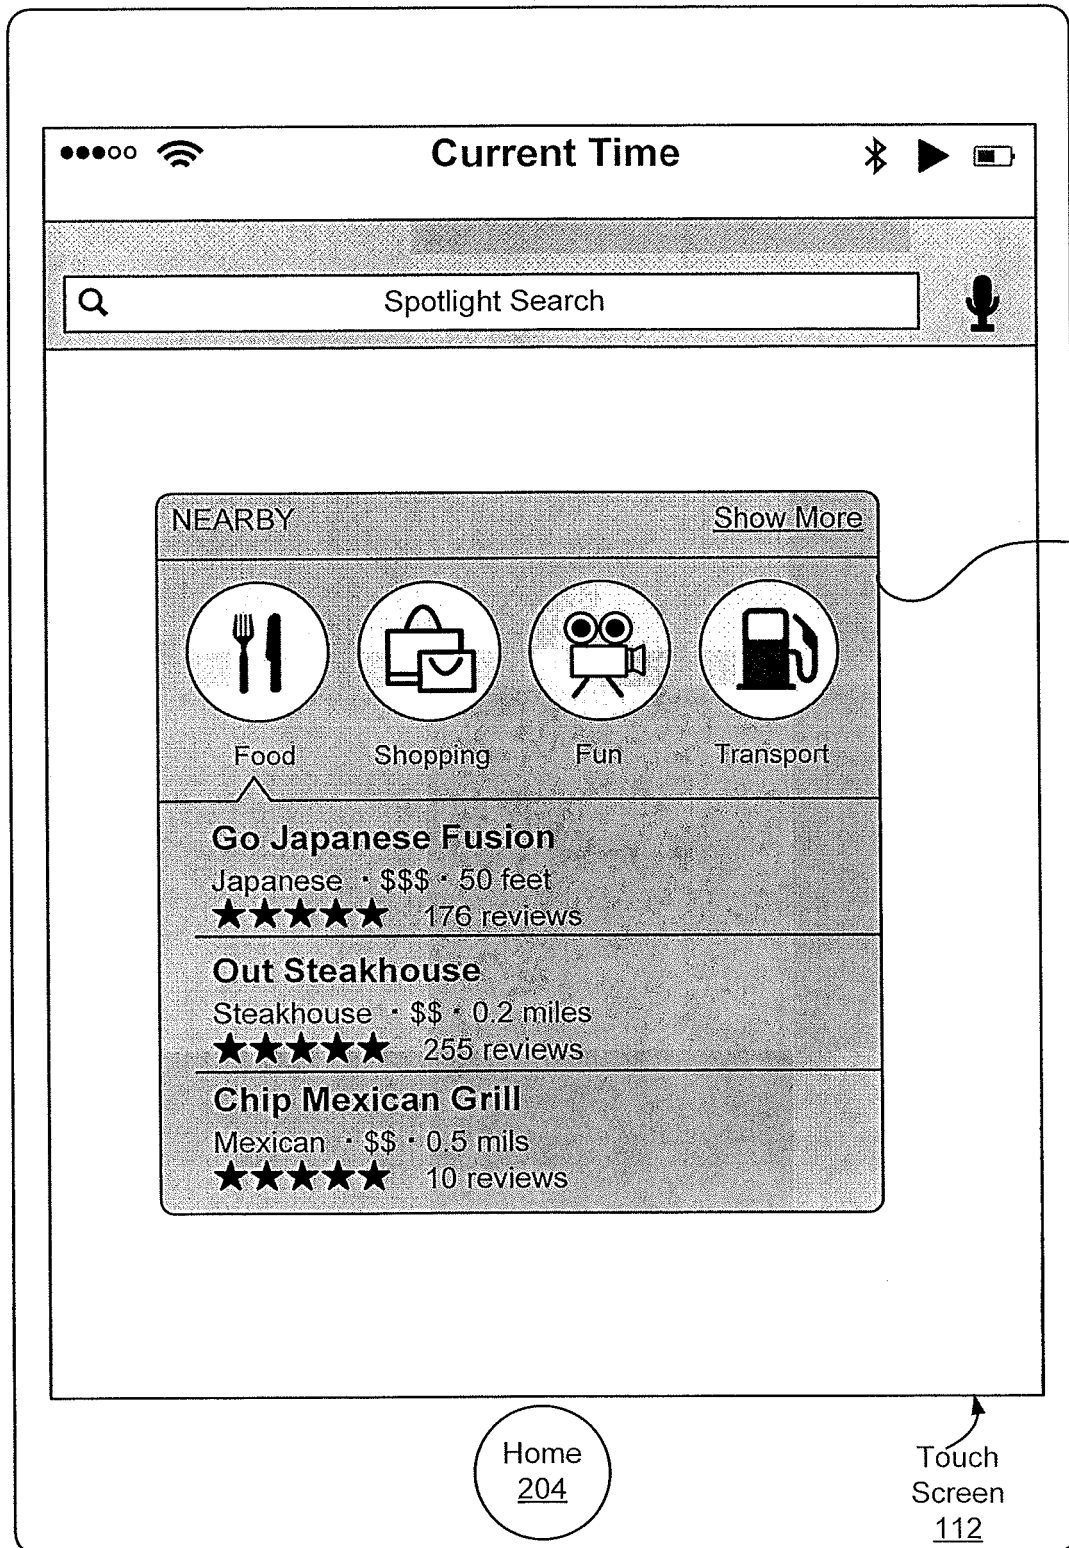 Current Time
Spotlight Search
NEARBY Show More
Food Shopping Fun Transport
Go Japanese Fusion
Japanese · $$$ · 50 feet
★★★★★ 176 reviews
Out Steakhouse
Steakhouse · $$ · 0.2 miles
★★★★★ 255 reviews
Chip Mexican Grill
Mexican · $$ · 0.5 mils
★★★★★ 10 reviews
Home
204
Touch
Screen
112